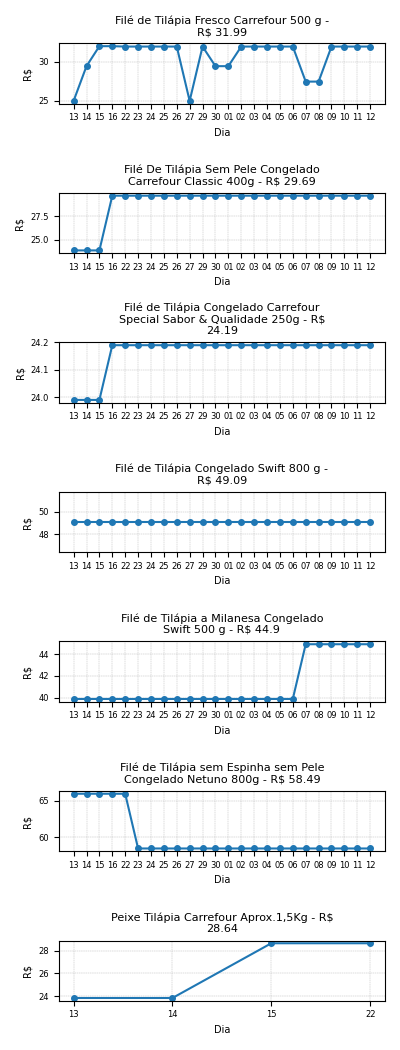 Filé de Tilápia Fresco Carrefour 500 g -
R$ 31.99
30
25
R$
13 14 15 16 22 23 24 25 26 27 29 30 01 02 03 04 05 06 07 08 09 10 11 12
Dia
Filé De Tilápia Sem Pele Congelado
Carrefour Classic 400g - R$ 29.69
27.5
25.0
R$
13 14 15 16 22 23 24 25 26 27 29 30 01 02 03 04 05 06 07 08 09 10 11 12
Dia
Filé de Tilápia Congelado Carrefour
Special Sabor & Qualidade 250g - R$
24.19
24.2
24.1
24.0
R$
13 14 15 16 22 23 24 25 26 27 29 30 01 02 03 04 05 06 07 08 09 10 11 12
Dia
Filé de Tilápia Congelado Swift 800 g -
R$ 49.09
50
48
R$
13 14 15 16 22 23 24 25 26 27 29 30 01 02 03 04 05 06 07 08 09 10 11 12
Dia
Filé de Tilápia a Milanesa Congelado
Swift 500 g - R$ 44.9
44
42
40
R$
13 14 15 16 22 23 24 25 26 27 29 30 01 02 03 04 05 06 07 08 09 10 11 12
Dia
Filé de Tilápia sem Espinha sem Pele
Congelado Netuno 800g - R$ 58.49
65
60
R$
13 14 15 16 22 23 24 25 26 27 29 30 01 02 03 04 05 06 07 08 09 10 11 12
Dia
Peixe Tilápia Carrefour Aprox.1,5Kg - R$
28.64
28
26
24
R$
13 14 15 22
Dia